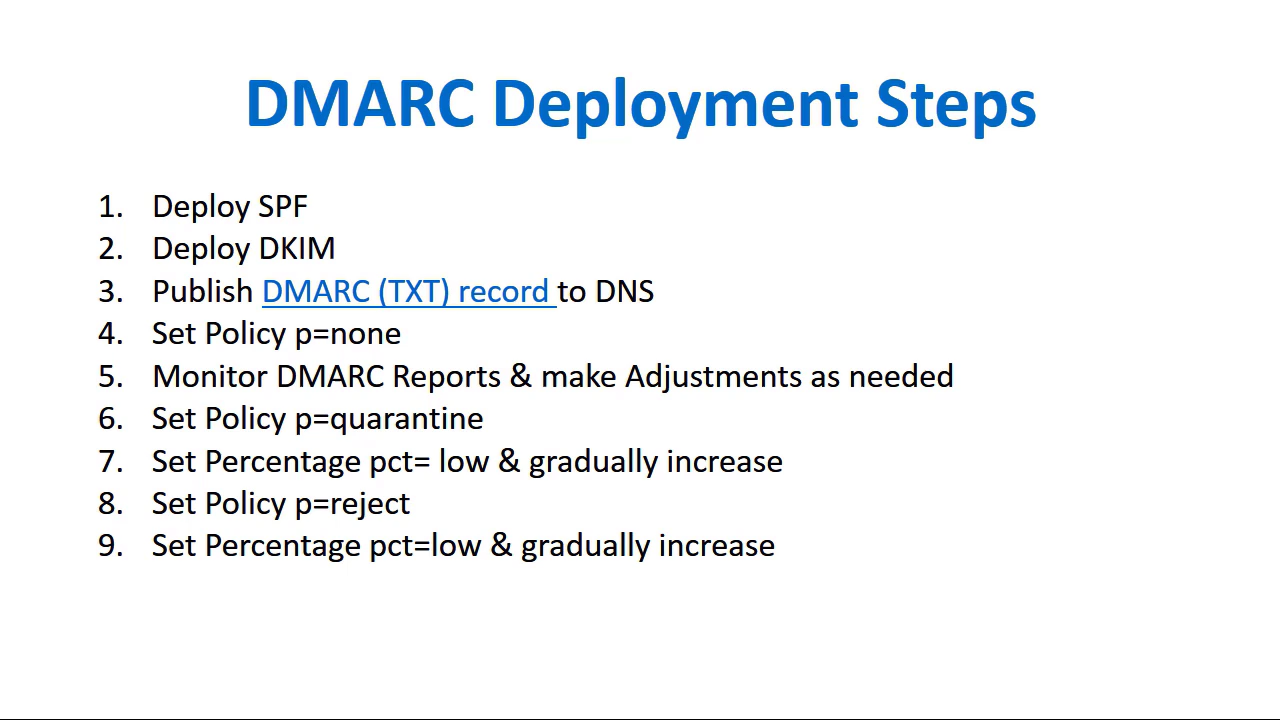 DMARC Deployment Steps
1. Deploy SPF
2. Deploy DKIM
3. Publish DMARC (TXT) record to DNS
4. Set Policy p=none
5. Monitor DMARC Reports & make Adjustments as needed
6. Set Policy p=quarantine
7. Set Percentage pct= low & gradually increase
8. Set Policy p=reject
9. Set Percentage pct=low & gradually increase